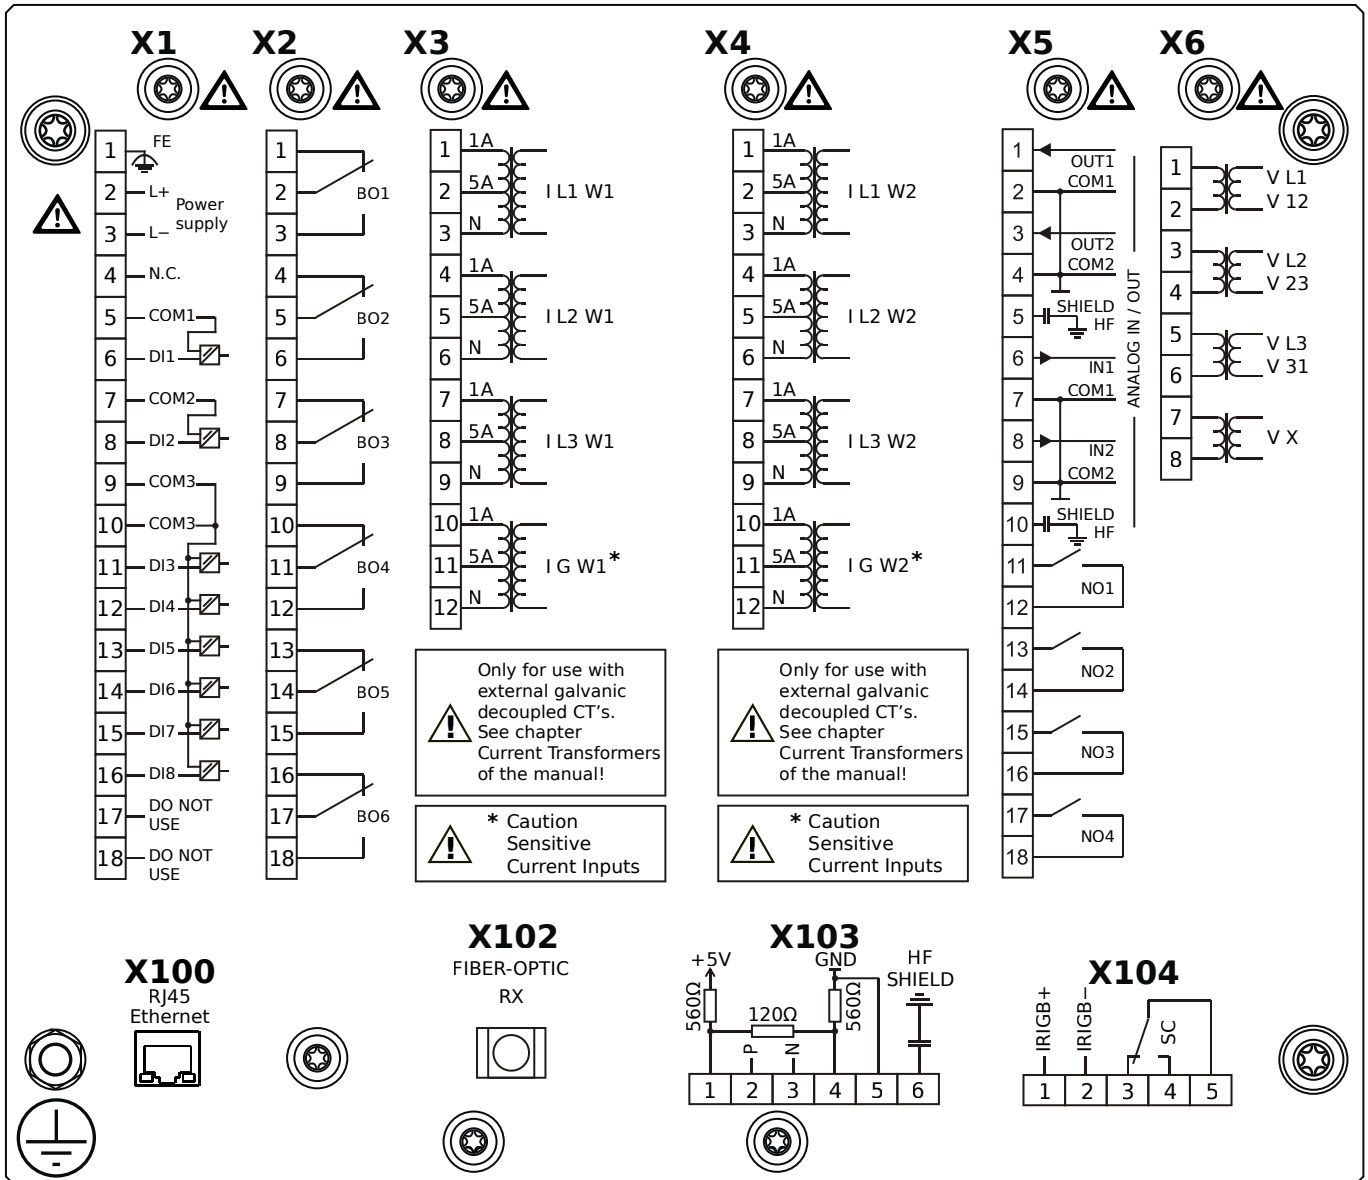 X1 X2 X3 X4 X5 X6
1 FE
2 L+
Power
supply
3 L−
4 N.C.
5 COM1
6 DI1
7 COM2
8 DI2
9 COM3
10 COM3
11 DI3
12 DI4
13 DI5
14 DI6
15 DI7
16 DI8
17 DO NOT
USE
18 DO NOT
USE
1
2 BO1
3
4
5 BO2
6
7
8 BO3
9
10
11 BO4
12
13
14 BO5
15
16
17 BO6
18
1 1A
2 5A I L1 W1
3 N
4 1A
5 5A I L2 W1
6 N
7 1A
8 5A I L3 W1
9 N
10 1A
11 5A I G W1*
12 N
Only for use with
external galvanic
decoupled CT's.
See chapter
Current Transformers
of the manual!
* Caution
Sensitive
Current Inputs
1 1A
2 5A I L1 W2
3 N
4 1A
5 5A I L2 W2
6 N
7 1A
8 5A I L3 W2
9 N
10 1A
11 5A I G W2*
12 N
Only for use with
external galvanic
decoupled CT's.
See chapter
Current Transformers
of the manual!
* Caution
Sensitive
Current Inputs
1 OUT1
2 COM1
3 OUT2
4 COM2
5 SHIELD
HF
6 IN1
7 COM1
8 IN2
9 COM2
10 SHIELD
HF
ANALOG IN / OUT
11
NO1
12
13
NO2
14
15
NO3
16
17
NO4
18
1 V L1
2 V 12
3 V L2
4 V 23
5 V L3
6 V 31
7
V X
8
X100
RJ45
Ethernet
X102
FIBER-OPTIC
RX
X103
+5V GND HF
SHIELD
560Ω 120Ω 560Ω
P N
1 2 3 4 5 6
X104
IRIGB+ IRIGB− SC
1 2 3 4 5